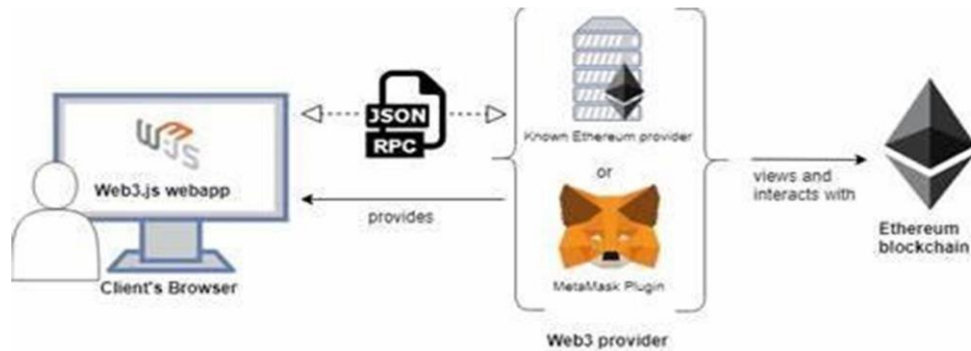 W3JS
Web3.js webapp
Client's Browser
JSON
RPC
provides
Known Ethereum provider
or
MetaMask Plugin
Web3 provider
views and
interacts with
Ethereum
blockchain